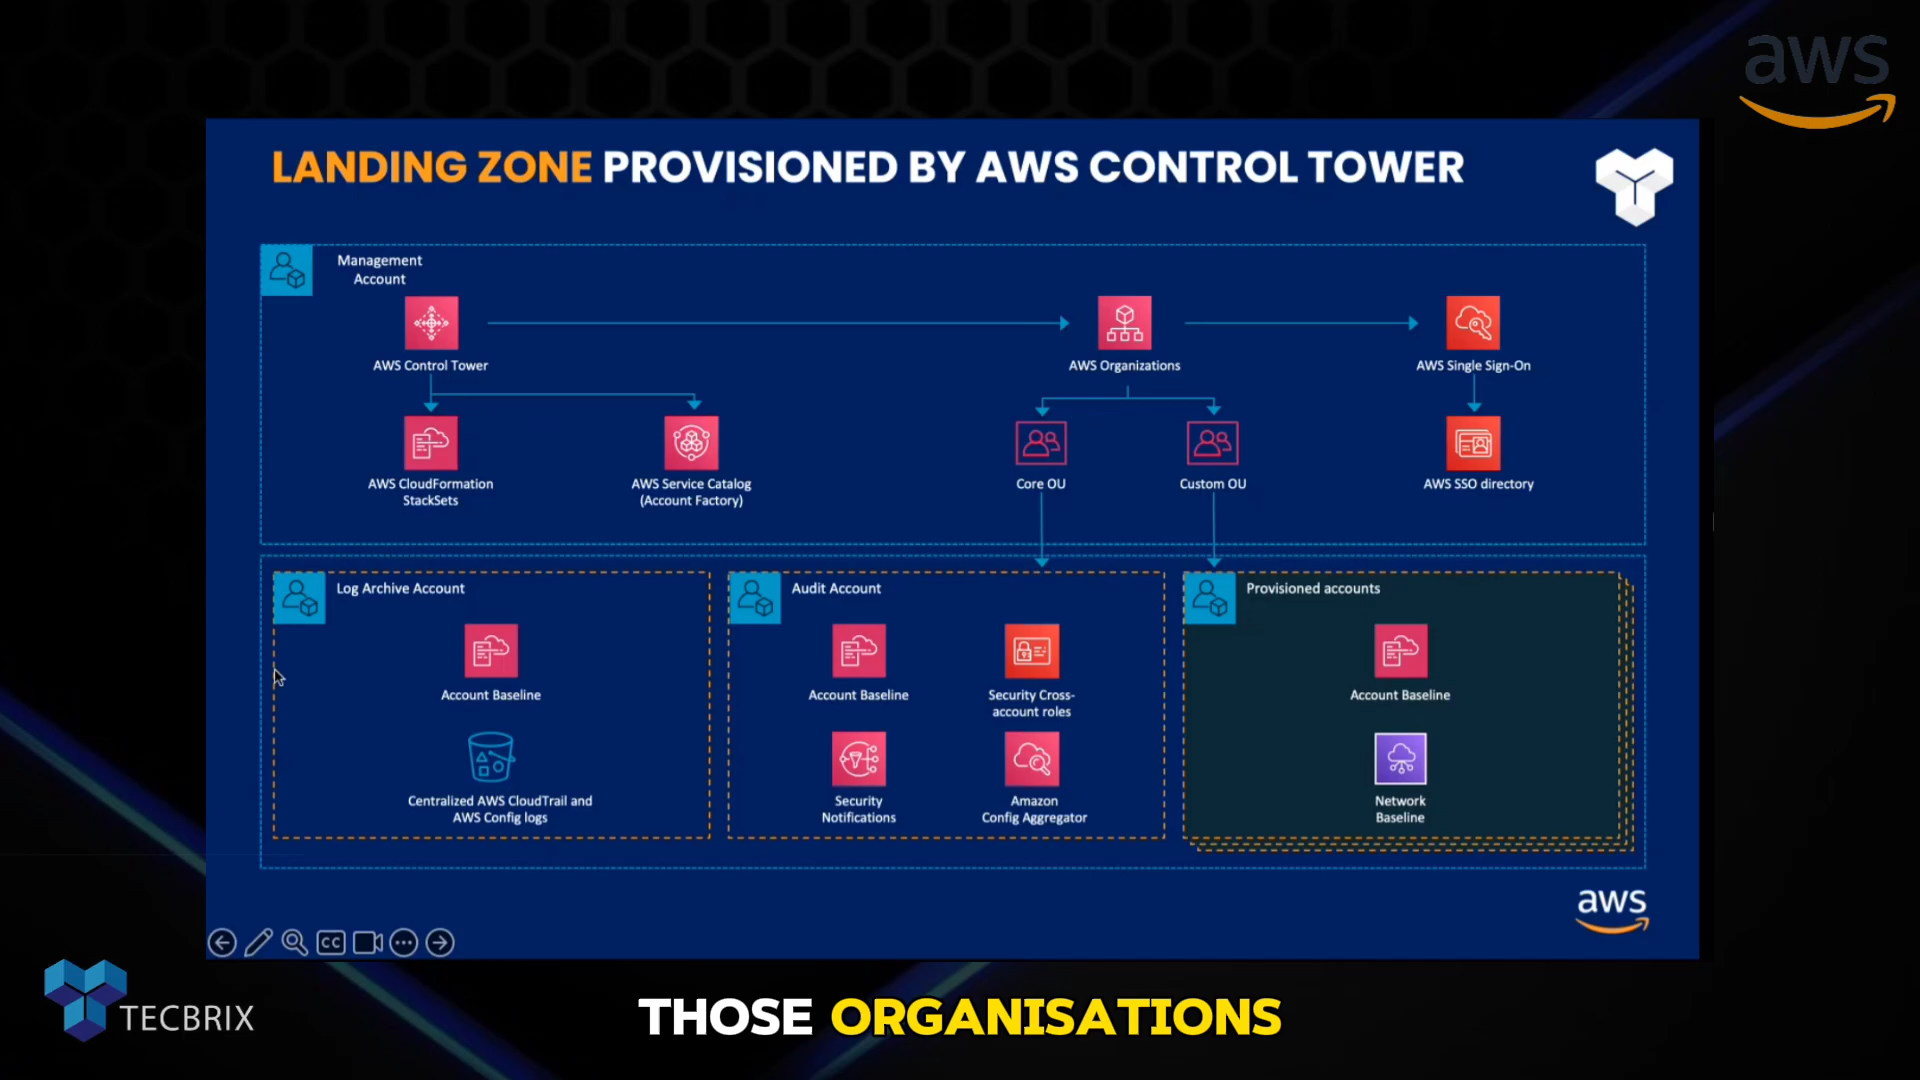 aws
LANDING ZONE PROVISIONED BY AWS CONTROL TOWER
Management
Account
AWS Control Tower
AWS Organizations
AWS Single Sign-On
AWS CloudFormation
StackSets
AWS Service Catalog
(Account Factory)
Core OU
Custom OU
AWS SSO directory
Log Archive Account
Account Baseline
Centralized AWS CloudTrail and
AWS Config logs
Audit Account
Account Baseline
Security Cross-
account roles
Security
Notifications
Amazon
Config Aggregator
Provisioned accounts
Account Baseline
Network
Baseline
aws
CC
TECBRIX
THOSE ORGANISATIONS